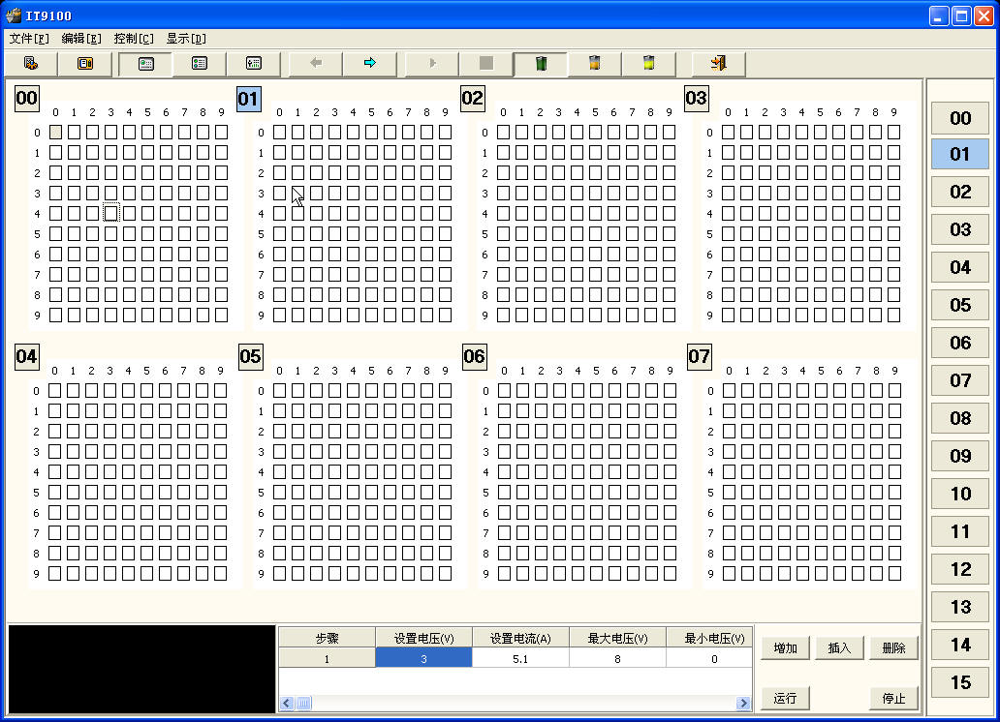 IT9100
文件[F] 编辑[E] 控制[C] 显示[D]
00 01 02 03
0 1 2 3 4 5 6 7 8 9 0 1 2 3 4 5 6 7 8 9 0 1 2 3 4 5 6 7 8 9 0 1 2 3 4 5 6 7 8 9
0 0 0 0
1 1 1 1
2 2 2 2
3 3 3 3
4 4 4 4
5 5 5 5
6 6 6 6
7 7 7 7
8 8 8 8
9 9 9 9
04 05 06 07
0 1 2 3 4 5 6 7 8 9 0 1 2 3 4 5 6 7 8 9 0 1 2 3 4 5 6 7 8 9 0 1 2 3 4 5 6 7 8 9
0 0 0 0
1 1 1 1
2 2 2 2
3 3 3 3
4 4 4 4
5 5 5 5
6 6 6 6
7 7 7 7
8 8 8 8
9 9 9 9
00
01
02
03
04
05
06
07
08
09
10
11
12
13
14
15
步骤 设置电压(V) 设置电流(A) 最大电压(V) 最小电压(V)
1 3 5.1 8 0
增加 插入 删除
运行 停止